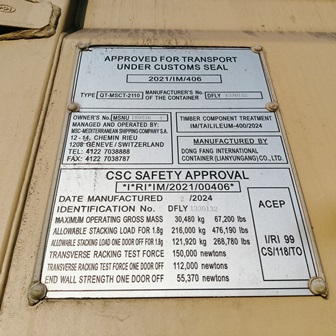 APPROVED FOR TRANSPORT
UNDER CUSTOMS SEAL
2021/IM/406
TYPE QT-MSCT-2110 MANUFACTURER'S NO. OF THE CONTAINER DFLY
OWNER'S No. MSNU
MANAGED AND OPERATED BY:
MSC-MEDITERRANEAN SHIPPING COMPANY S.A.
12-14, CHEMIN RIEU
1208 GENEVE/SWITZERLAND
TEL: 4122 7038888
FAX: 4122 7038787
TIMBER COMPONENT TREATMENT
IM/TAILILEUM-400/2024
MANUFACTURED BY
DONG FANG INTERNATIONAL
CONTAINER (LIANYUNGANG) CO., LTD.
CSC SAFETY APPROVAL
"I"RI"IM/2021/00406"
DATE MANUFACTURED /2024
IDENTIFICATION No. DFLY
MAXIMUM OPERATING GROSS MASS 30,480 kg 67,200 lbs
ALLOWABLE STACKING LOAD FOR 1.8g 216,000 kg 476,190 lbs
ALLOWABLE STACKING LOAD ONE DOOR OFF FOR 1.8g 121,920 kg 268,780 lbs
TRANSVERSE RACKING TEST FORCE 150,000 newtons
TRANSVERSE RACKING TEST FORCE ONE DOOR OFF 112,000 newtons
END WALL STRENGTH ONE DOOR OFF 55,370 newtons
ACEP
I/RI 99
CS/118/TO